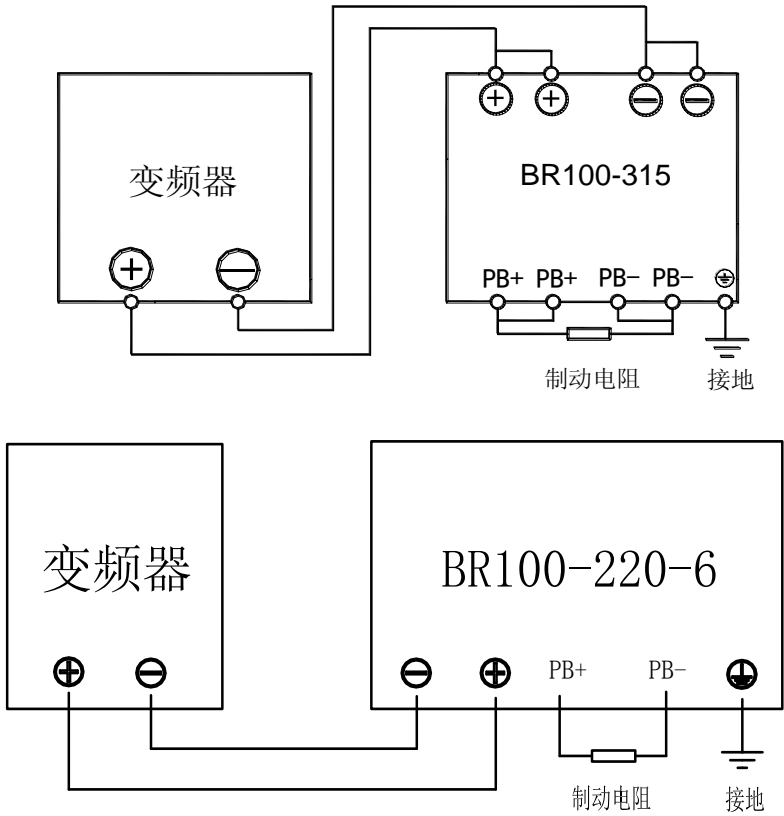 变频器
BR100-315
PB+ PB+ PB- PB-
制动电阻
接地
变频器
BR100-220-6
PB+ PB-
制动电阻
接地